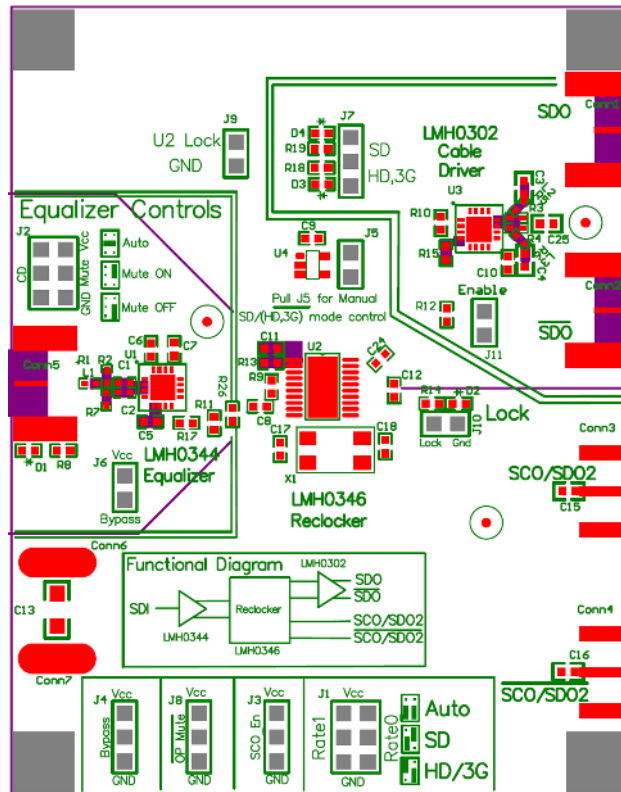 J9
J7
D4
R19
R18
D3
SD
HD,3G
U2 Lock
GND
LMH0302
Cable
Driver
U3
Conn1
SDO
C3
R3
R4
C25
R10
R15
C10
C4
Equalizer Controls
J2
Vcc
CD
Mute
GND
Auto
Mute ON
Mute OFF
C9
U4
J5
Pull J5 for Manual
SD/(HD,3G) mode control
Enable
R12
J11
Conn2
SDO
C6
C7
U1
R1
L1
R2
C1
R7
C2
C5
R17
R11
R26
Conn5
D1
R8
LMH0344
Equalizer
J6
Vcc
Bypass
C11
R13
R9
C8
U2
C24
C12
C17
C18
X1
LMH0346
Reclocker
R14
D2
J10
Lock
Gnd
Lock
Conn3
SCO/SDO2
C15
Conn6
C13
Conn7
Functional Diagram
LMH0302
SDI
Reclocker
SDO
SDO
SCO/SDO2
SCO/SDO2
LMH0344
LMH0346
Conn4
C16
SCO/SDO2
J4
Vcc
Bypass
GND
J8
Vcc
OP Mute
GND
J3
Vcc
SCO En
GND
J1
Vcc
Rate1
Rate0
GND
Auto
SD
HD/3G